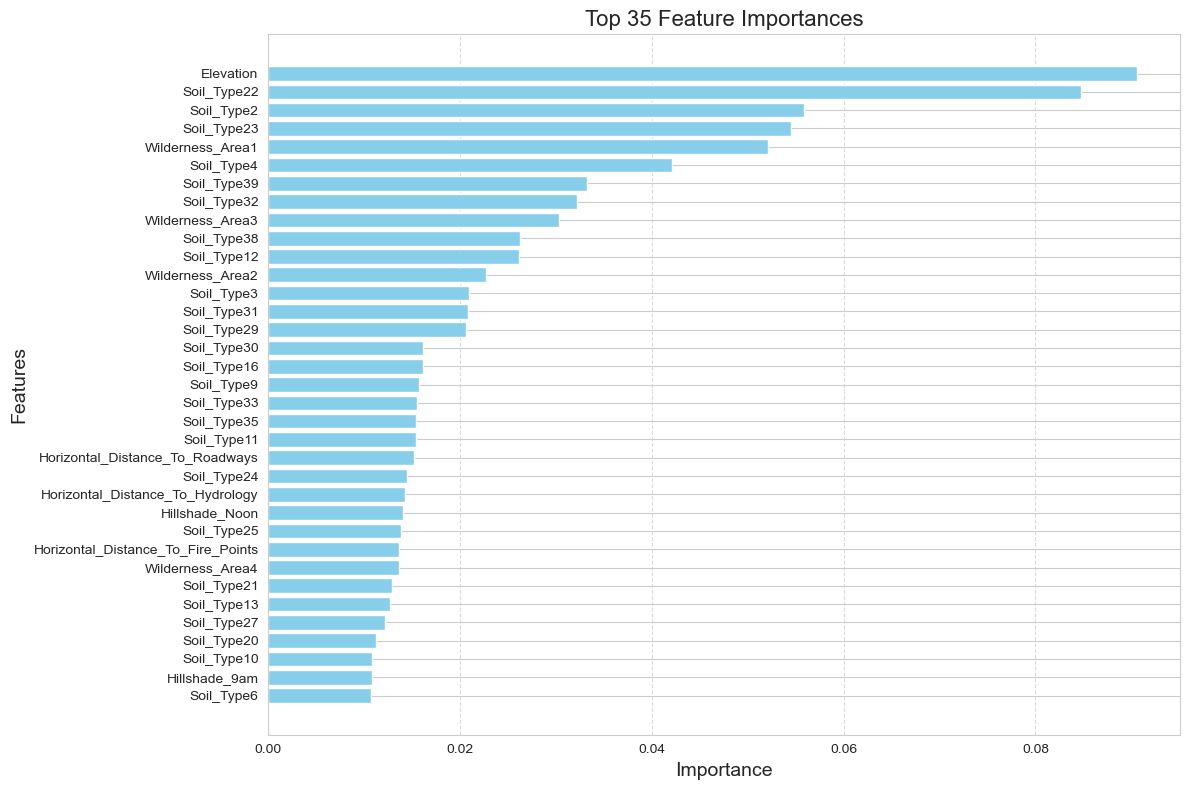 Top 35 Feature Importances
Features
Elevation
Soil_Type22
Soil_Type2
Soil_Type23
Wilderness_Area1
Soil_Type4
Soil_Type39
Soil_Type32
Wilderness_Area3
Soil_Type38
Soil_Type12
Wilderness_Area2
Soil_Type3
Soil_Type31
Soil_Type29
Soil_Type30
Soil_Type16
Soil_Type9
Soil_Type33
Soil_Type35
Soil_Type11
Horizontal_Distance_To_Roadways
Soil_Type24
Horizontal_Distance_To_Hydrology
Hillshade_Noon
Soil_Type25
Horizontal_Distance_To_Fire_Points
Wilderness_Area4
Soil_Type21
Soil_Type13
Soil_Type27
Soil_Type20
Soil_Type10
Hillshade_9am
Soil_Type6
0.00 0.02 0.04 0.06 0.08
Importance